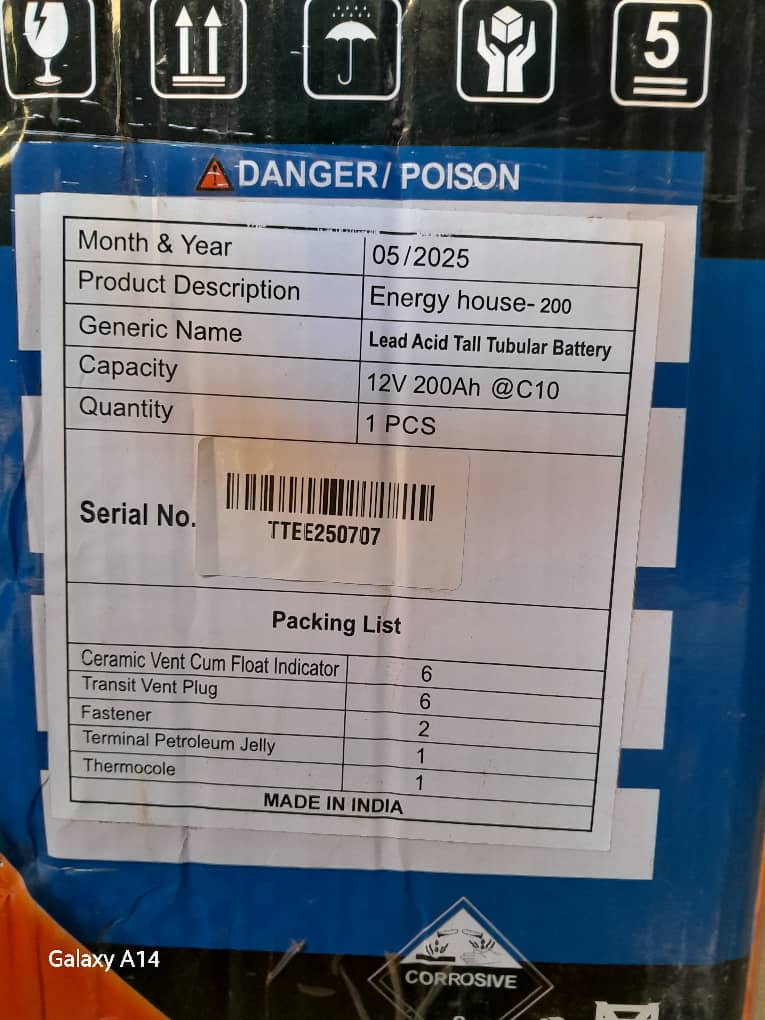 5
DANGER/ POISON
Month & Year 05/2025
Product Description Energy house- 200
Generic Name Lead Acid Tall Tubular Battery
Capacity 12V 200Ah @C10
Quantity 1 PCS
Serial No.
TTEE250707
Packing List
Ceramic Vent Cum Float Indicator 6
Transit Vent Plug 6
Fastener 2
Terminal Petroleum Jelly 1
Thermocole 1
MADE IN INDIA
CORROSIVE
Galaxy A14